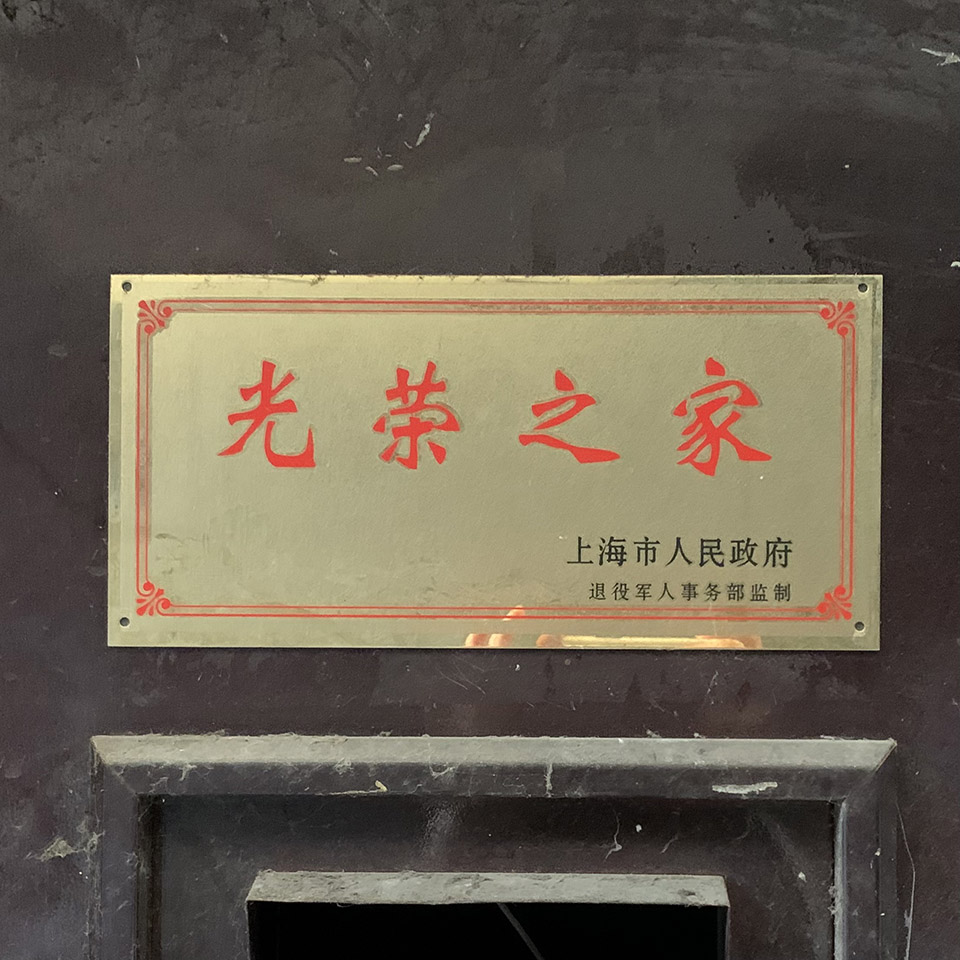 光荣之家
上海市人民政府
退役军人事务部监制